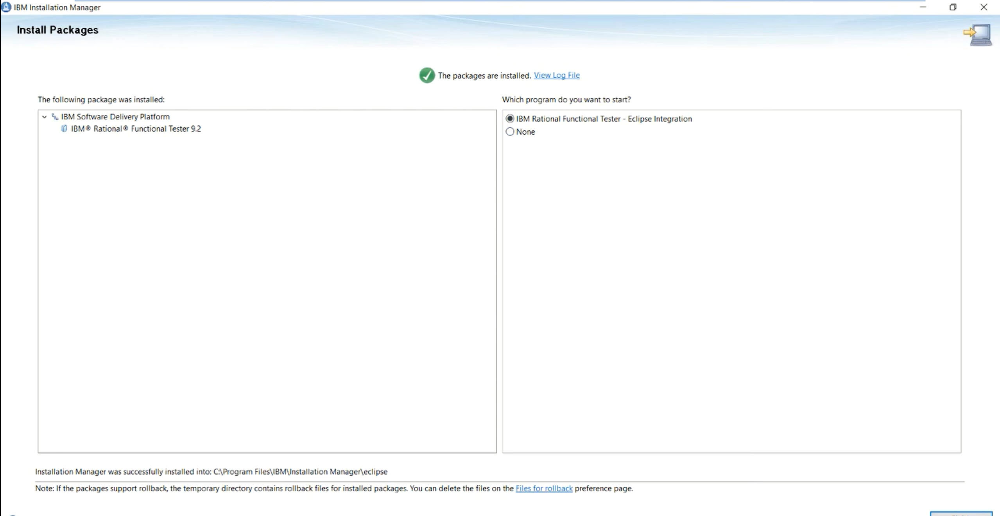 IBM Installation Manager
Install Packages
The packages are installed. View Log File
The following package was installed:
IBM Software Delivery Platform
IBM® Rational® Functional Tester 9.2
Which program do you want to start?
IBM Rational Functional Tester - Eclipse Integration
None
Installation Manager was successfully installed into: C:\Program Files\IBM\Installation Manager\eclipse
Note: If the packages support rollback, the temporary directory contains rollback files for installed packages. You can delete the files on the Files for rollback preference page.